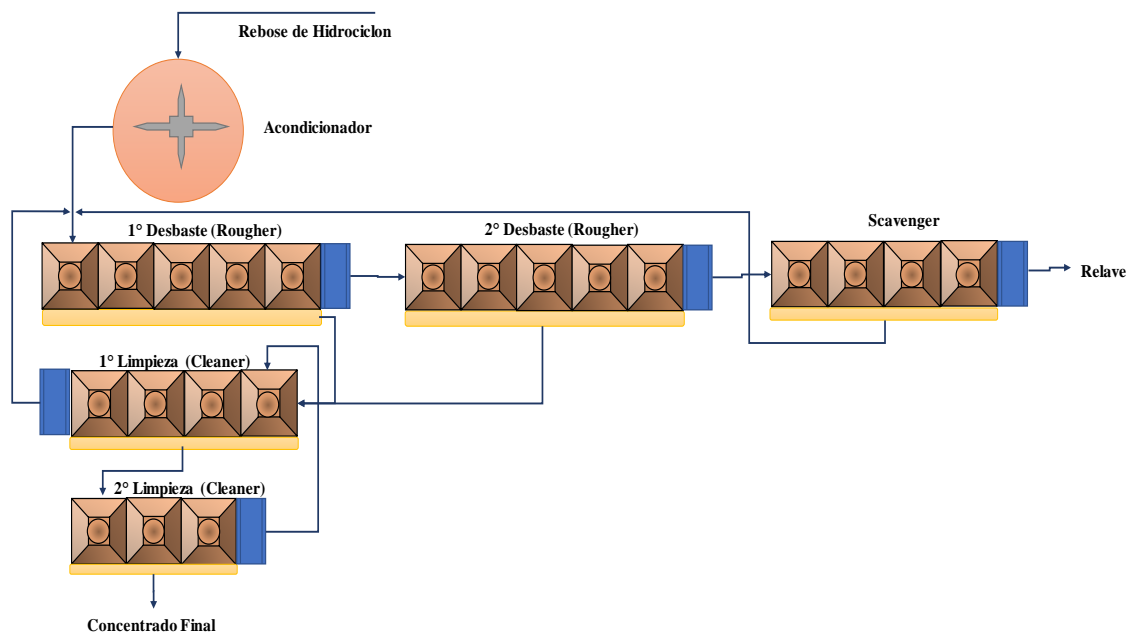 Rebose de Hidrociclon
Acondicionador
1° Desbaste (Rougher)
2° Desbaste (Rougher)
Scavenger
Relave
1° Limpieza (Cleaner)
2° Limpieza (Cleaner)
Concentrado Final